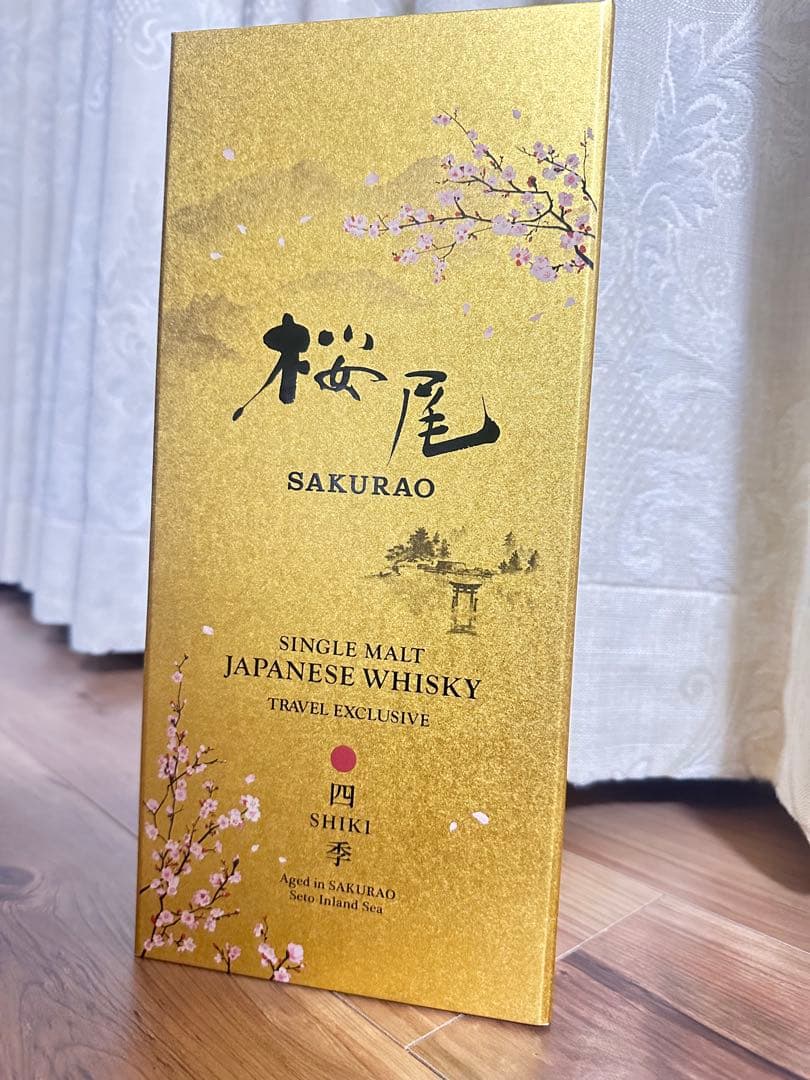 桜尾
SAKURAO
SINGLE MALT
JAPANESE WHISKY
TRAVEL EXCLUSIVE
四
SHIKI
季
Aged in SAKURAO
Seto Inland Sea